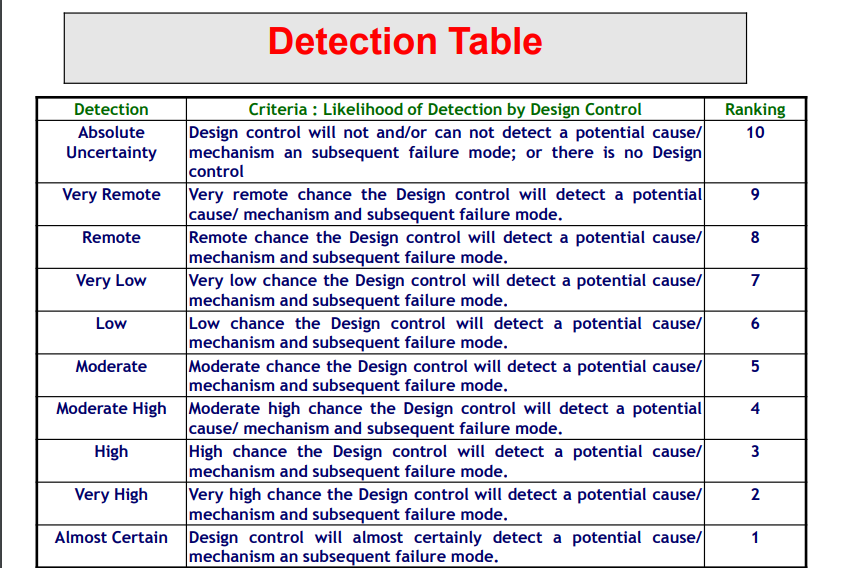 Detection Table
Detection Criteria : Likelihood of Detection by Design Control Ranking
Absolute Uncertainty Design control will not and/or can not detect a potential cause/ 10
mechanism an subsequent failure mode; or there is no Design
control
Very Remote Very remote chance the Design control will detect a potential 9
cause/ mechanism and subsequent failure mode.
Remote Remote chance the Design control will detect a potential cause/ 8
mechanism and subsequent failure mode.
Very Low Very low chance the Design control will detect a potential cause/ 7
mechanism and subsequent failure mode.
Low Low chance the Design control will detect a potential cause/ 6
mechanism and subsequent failure mode.
Moderate Moderate chance the Design control will detect a potential cause/ 5
mechanism and subsequent failure mode.
Moderate High Moderate high chance the Design control will detect a potential 4
cause/ mechanism and subsequent failure mode.
High High chance the Design control will detect a potential cause/ 3
mechanism and subsequent failure mode.
Very High Very high chance the Design control will detect a potential cause/ 2
mechanism and subsequent failure mode.
Almost Certain Design control will almost certainly detect a potential cause/ 1
mechanism an subsequent failure mode.